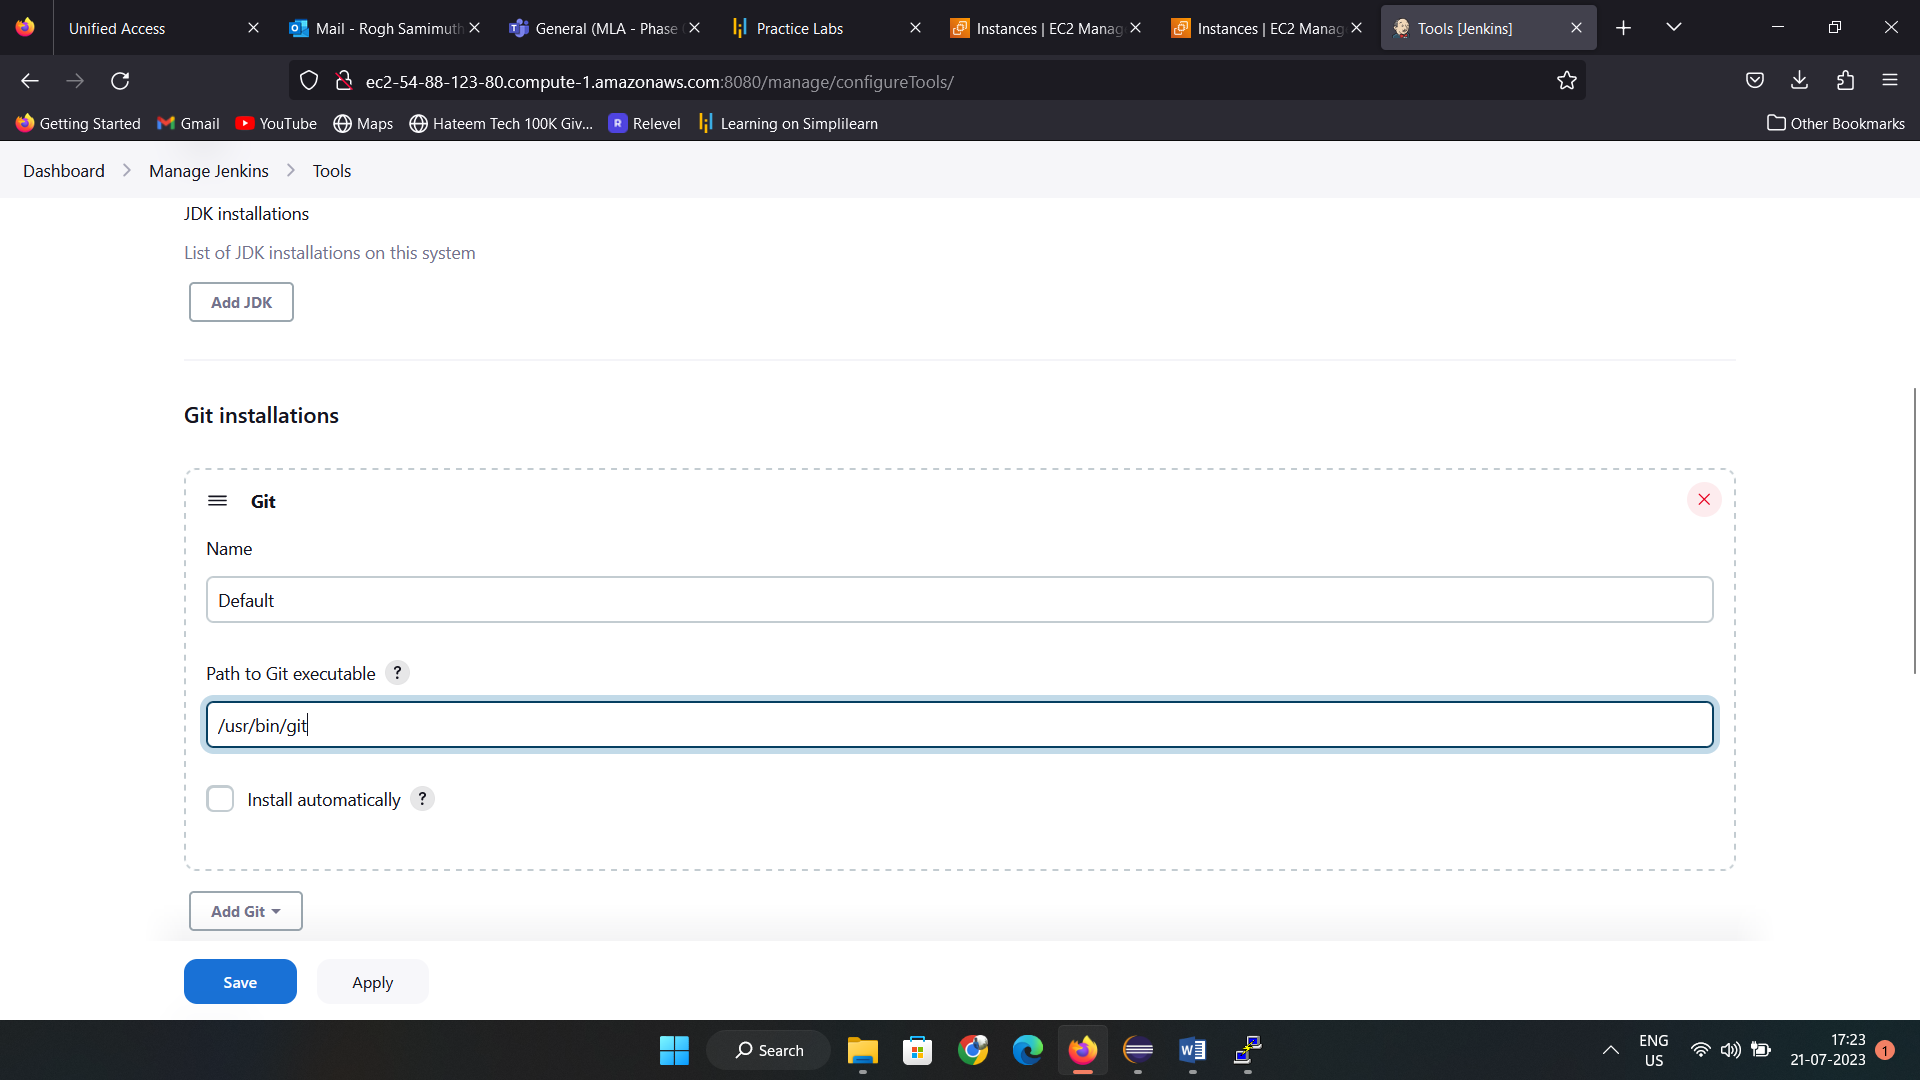 Unified Access
Mail - Rogh Samimuth
General (MLA - Phase
Practice Labs
Instances | EC2 Manag
Instances | EC2 Manag
Tools [Jenkins]
ec2-54-88-123-80.compute-1.amazonaws.com:8080/manage/configureTools/
Getting Started
Gmail
YouTube
Maps
Hateem Tech 100K Giv...
R Relevel
Learning on Simplilearn
Other Bookmarks
Dashboard
Manage Jenkins
Tools
JDK installations
List of JDK installations on this system
Add JDK
Git installations
Git
Name
Default
Path to Git executable ?
/usr/bin/git
Install automatically ?
Add Git
Save
Apply
Search
ENG
US
17:23
21-07-2023
1